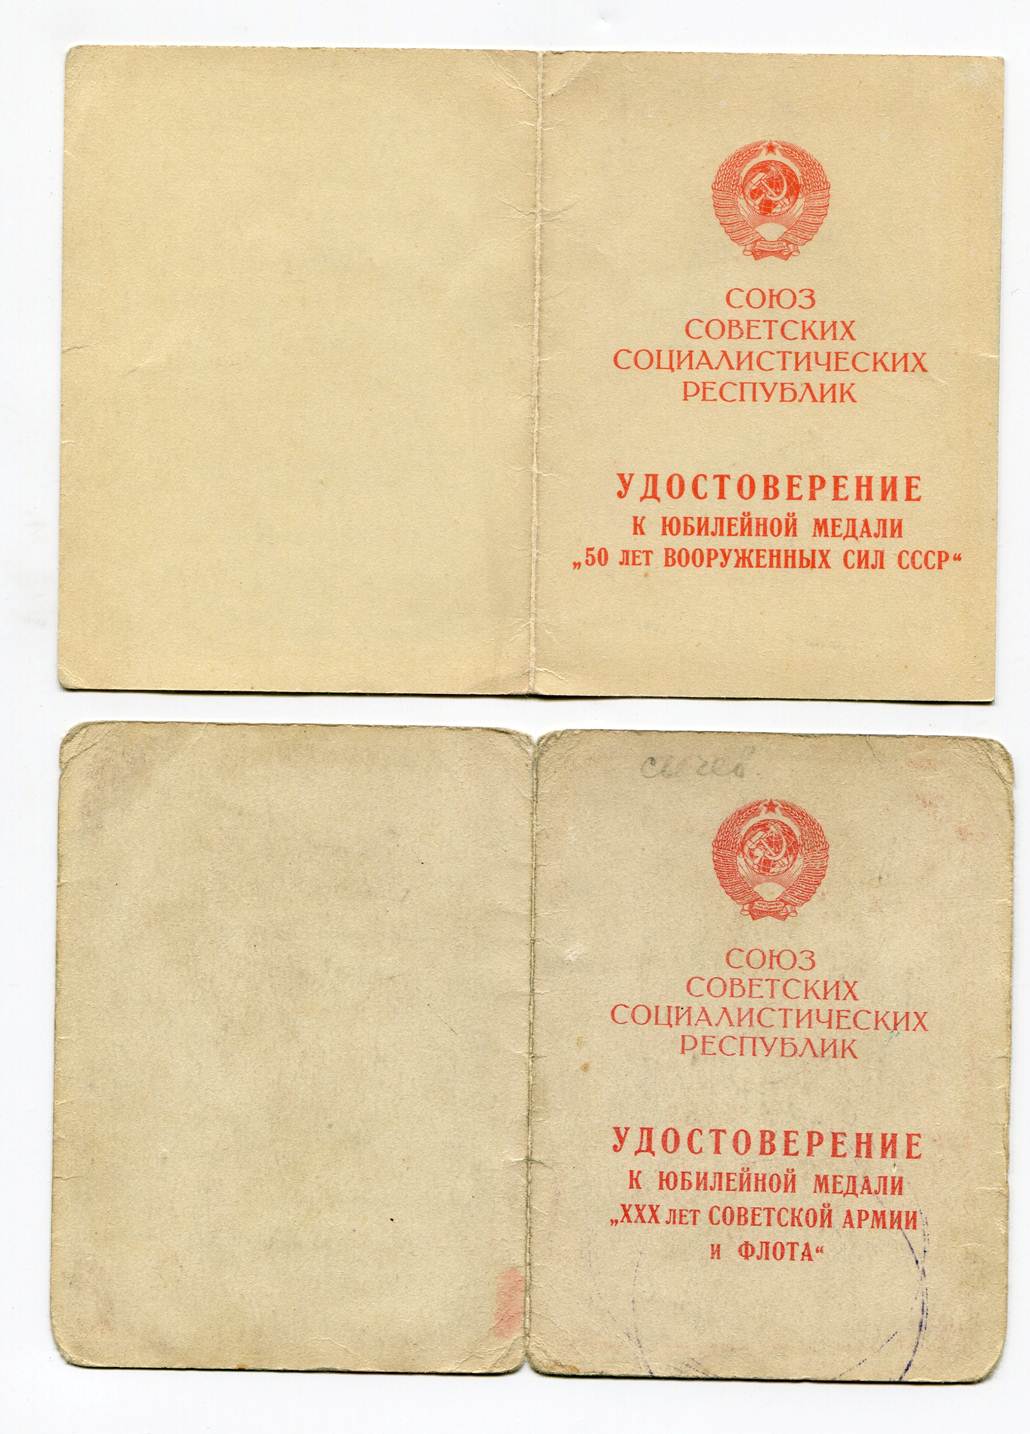 СОЮЗ
СОВЕТСКИХ
СОЦИАЛИСТИЧЕСКИХ
РЕСПУБЛИК
УДОСТОВЕРЕНИЕ
К ЮБИЛЕЙНОЙ МЕДАЛИ
„50 ЛЕТ ВООРУЖЕННЫХ СИЛ СССР“
сычев.
СОЮЗ
СОВЕТСКИХ
СОЦИАЛИСТИЧЕСКИХ
РЕСПУБЛИК
УДОСТОВЕРЕНИЕ
К ЮБИЛЕЙНОЙ МЕДАЛИ
„XXX ЛЕТ СОВЕТСКОЙ АРМИИ
И ФЛОТА“